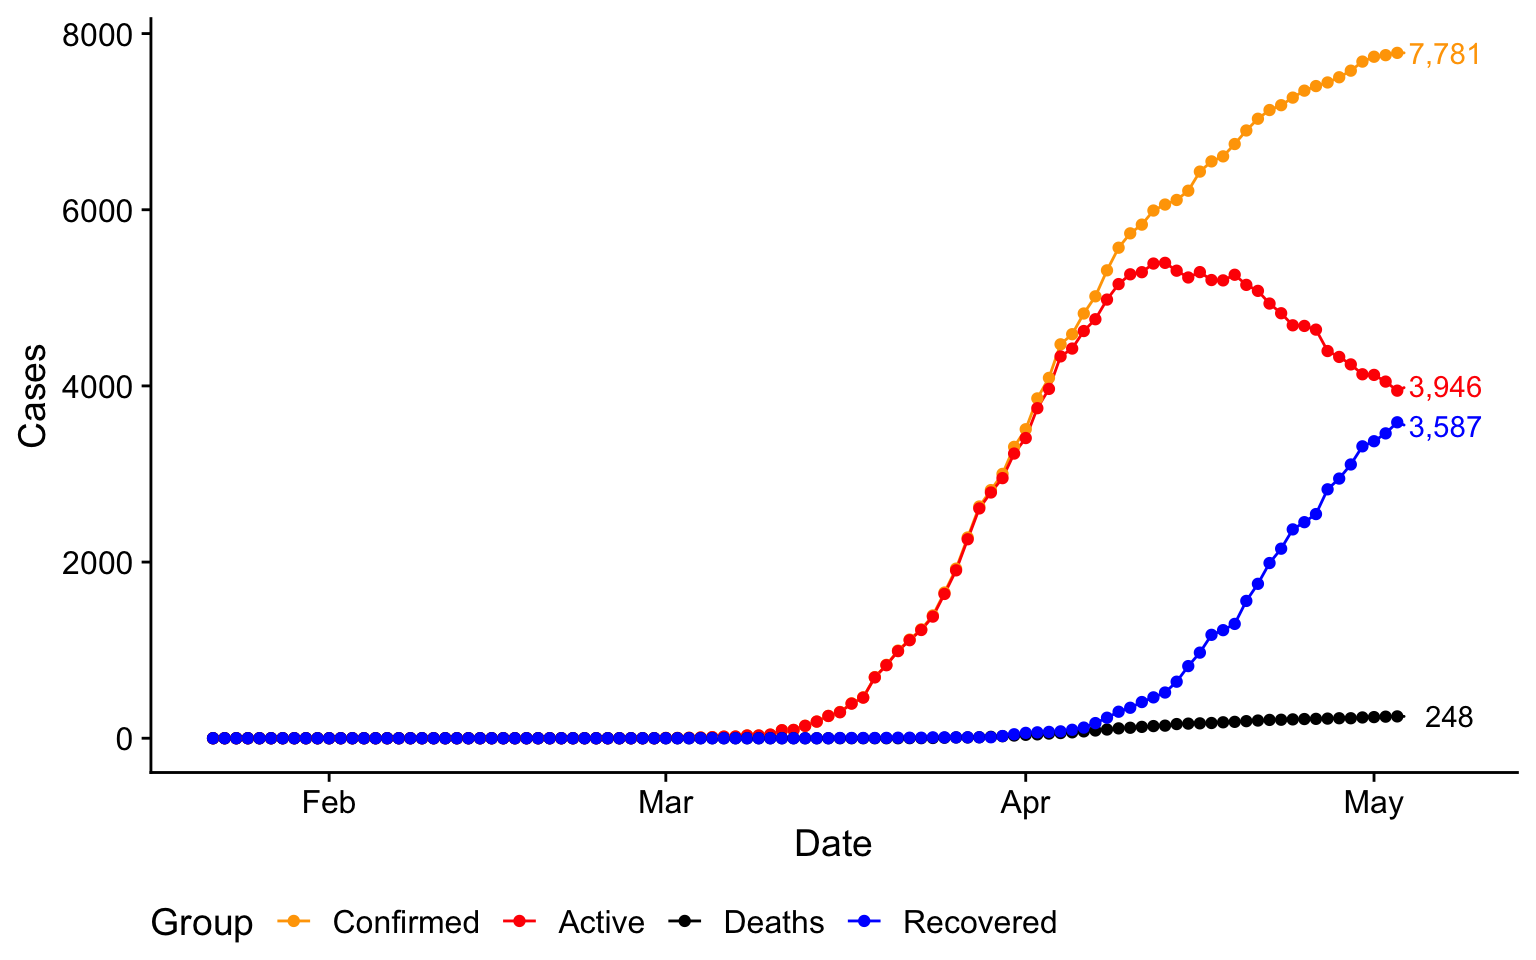 8000
6000
4000
2000
0
Cases
7,781
3,946
3,587
248
Feb Mar Apr May
Date
Group Confirmed Active Deaths Recovered